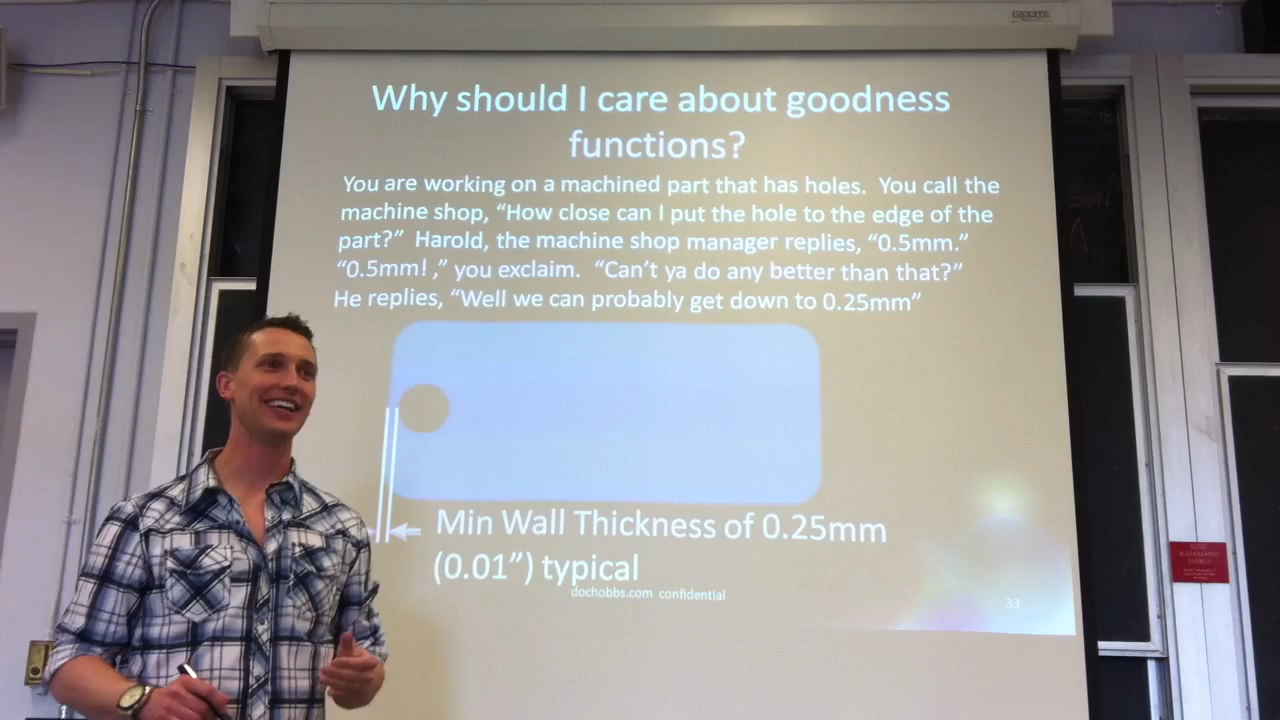 Why should I care about goodness
functions?
You are working on a machined part that has holes.  You call the
machine shop, “How close can I put the hole to the edge of the
part?”  Harold, the machine shop manager replies, “0.5mm.”
“0.5mm! ,” you exclaim.  “Can’t ya do any better than that?”
He replies, “Well we can probably get down to 0.25mm”
Min Wall Thickness of 0.25mm
(0.01”) typical
dochobbs.com  confidential
33